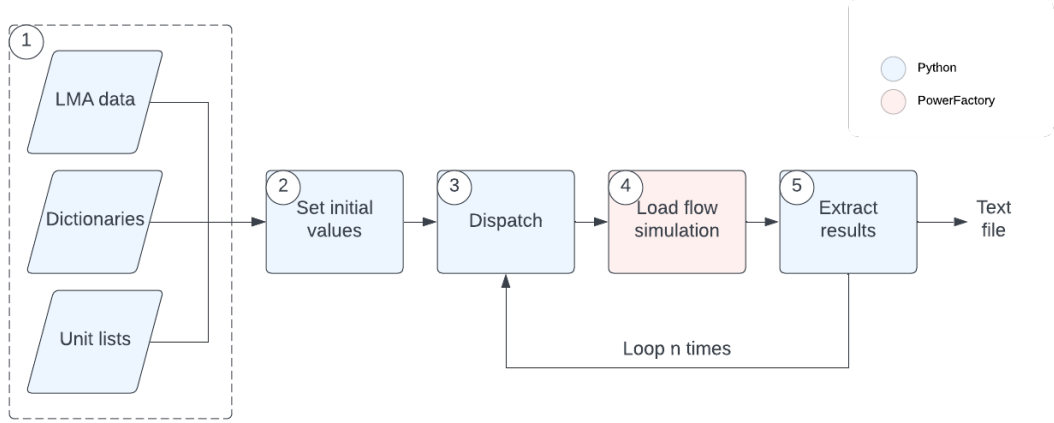 1
LMA data
Dictionaries
Unit lists
2
Set initial
values
3
Dispatch
4
Load flow
simulation
5
Extract
results
Text
file
Loop n times
Python
PowerFactory